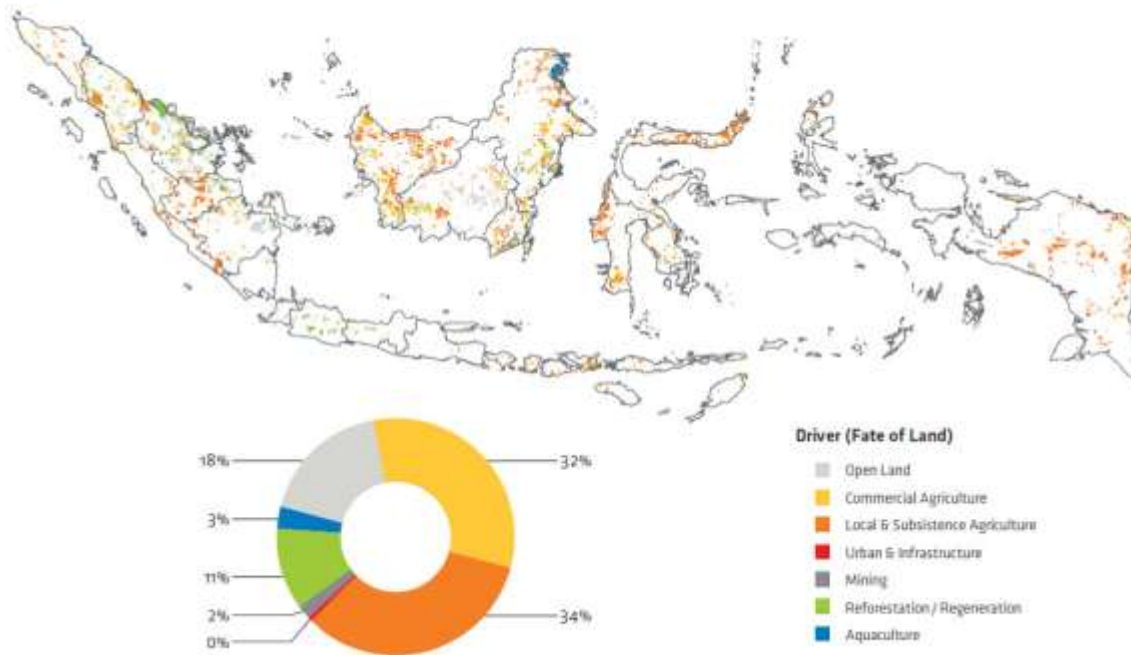 18%
32%
3%
11%
2%
0%
34%
Driver (Fate of Land)
Open Land
Commercial Agriculture
Local & Subsistence Agriculture
Urban & Infrastructure
Mining
Reforestation / Regeneration
Aquaculture